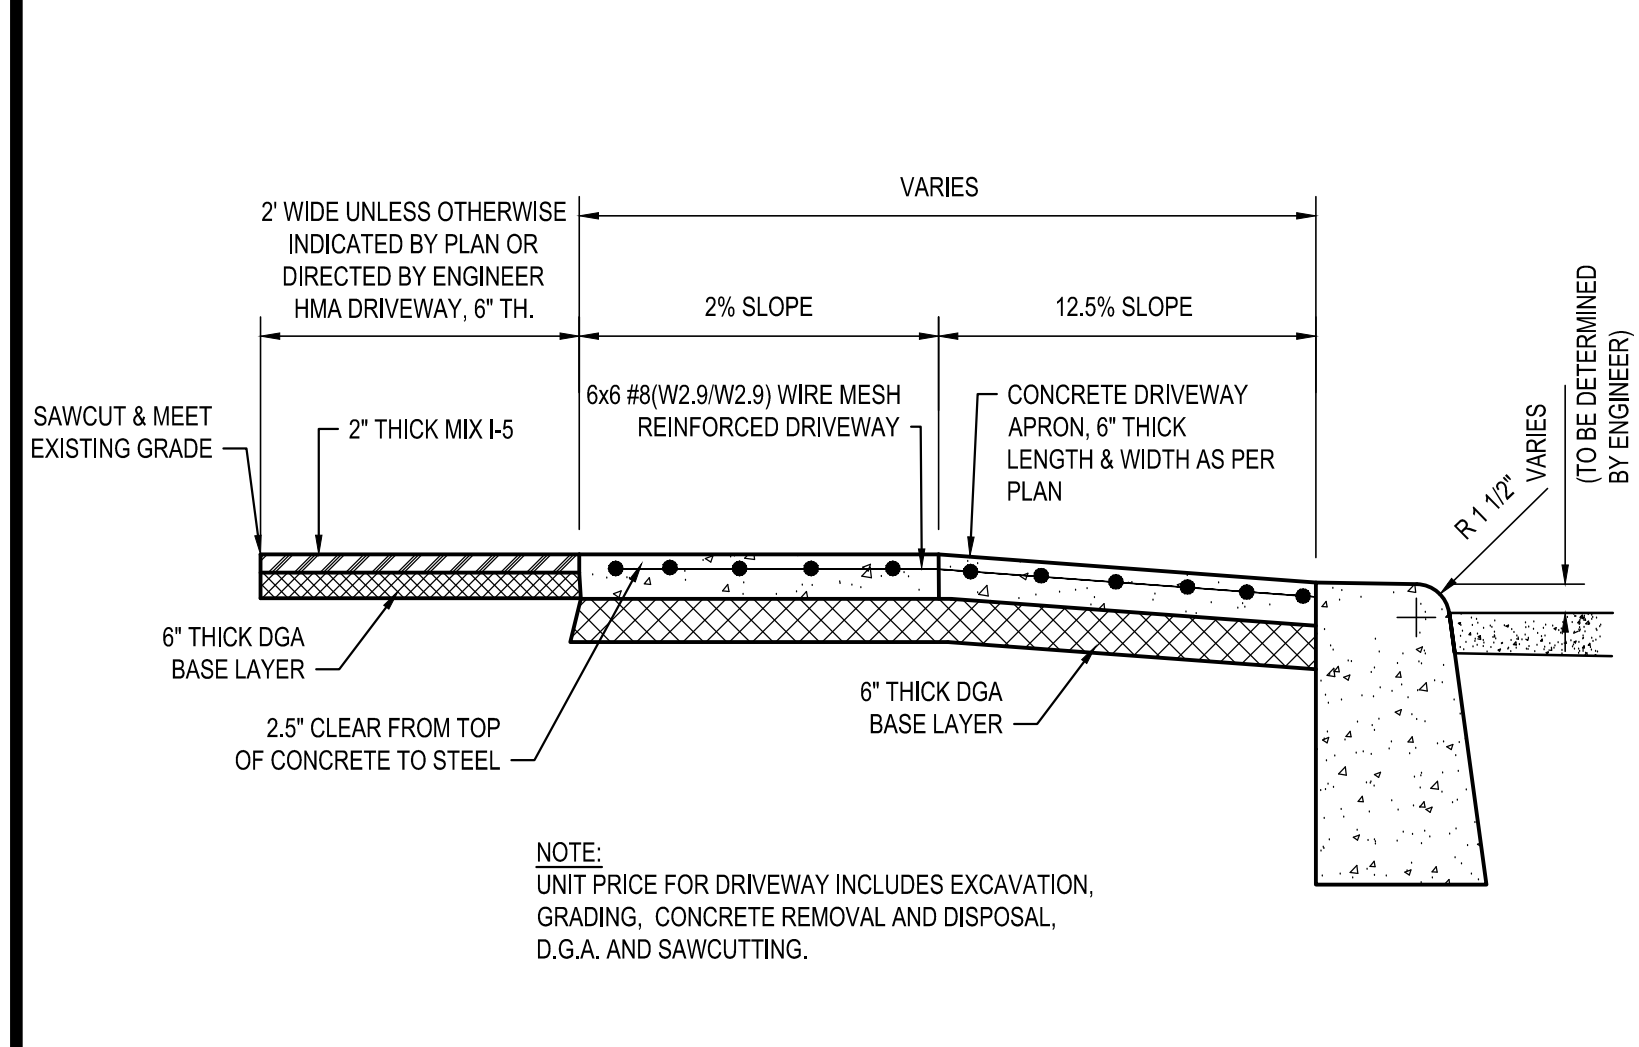 VARIES
2' WIDE UNLESS OTHERWISE
INDICATED BY PLAN OR
DIRECTED BY ENGINEER
HMA DRIVEWAY, 6" TH.
2% SLOPE
12.5% SLOPE
(TO BE DETERMINED
BY ENGINEER)
VARIES
R 1 1/2"
SAWCUT & MEET
EXISTING GRADE
2" THICK MIX I-5
6x6 #8(W2.9/W2.9) WIRE MESH
REINFORCED DRIVEWAY
CONCRETE DRIVEWAY
APRON, 6" THICK
LENGTH & WIDTH AS PER
PLAN
6" THICK DGA
BASE LAYER
2.5" CLEAR FROM TOP
OF CONCRETE TO STEEL
6" THICK DGA
BASE LAYER
NOTE:
UNIT PRICE FOR DRIVEWAY INCLUDES EXCAVATION,
GRADING, CONCRETE REMOVAL AND DISPOSAL,
D.G.A. AND SAWCUTTING.